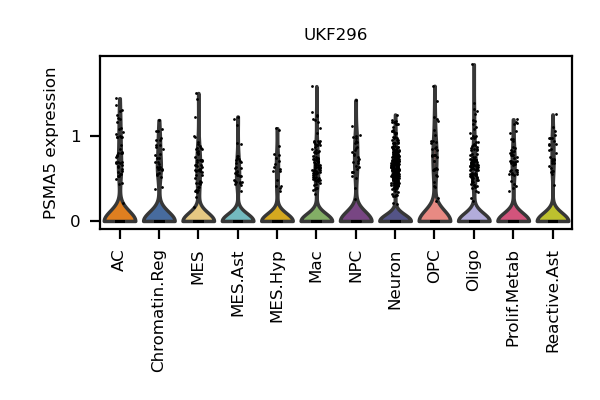 UKF296
PSMA5 expression
1
0
AC
Chromatin.Reg
MES
MES.Ast
MES.Hyp
Mac
NPC
Neuron
OPC
Oligo
Prolif.Metab
Reactive.Ast